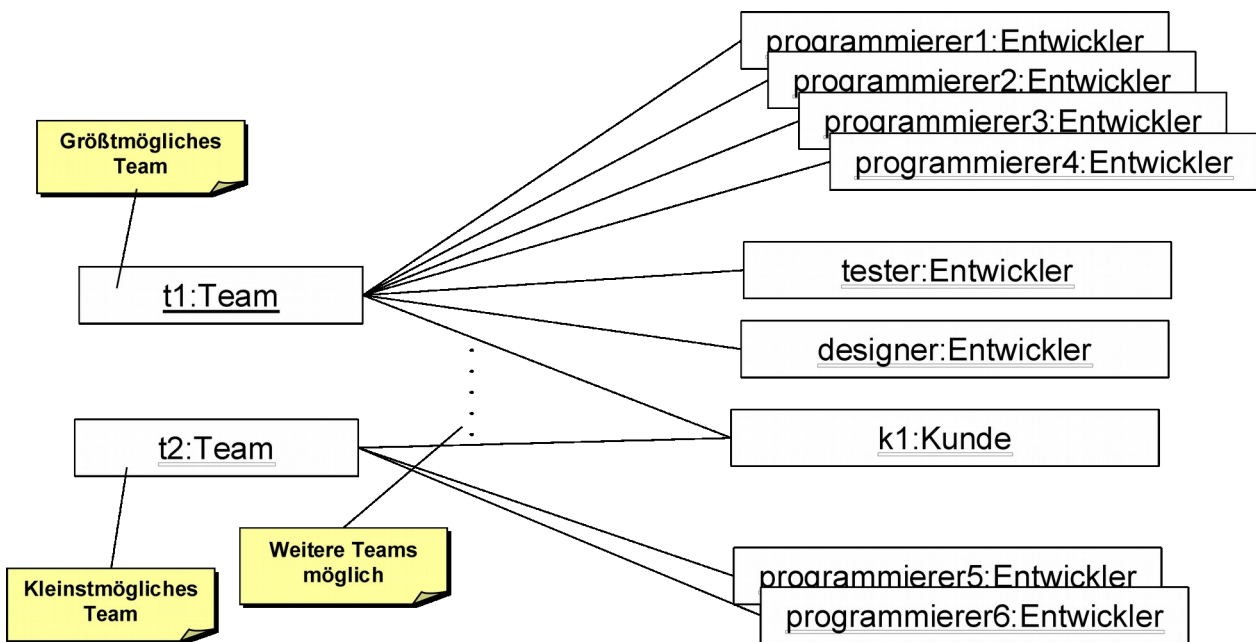 programmierer1:Entwickler
programmierer2:Entwickler
programmierer3:Entwickler
programmierer4:Entwickler
Größtmögliches
Team
t1:Team
tester:Entwickler
designer:Entwickler
t2:Team
k1:Kunde
Weitere Teams
möglich
Kleinstmögliches
Team
programmierer5:Entwickler
programmierer6:Entwickler